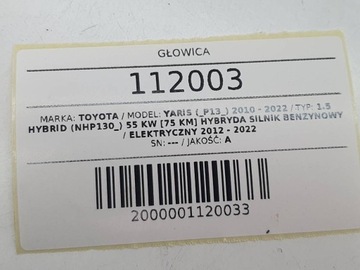 GŁOWICA
112003
MARKA: TOYOTA / MODEL: YARIS (_P13_) 2010 - 2022 / TYP: 1.5
HYBRID (NHP130_) 55 KW [75 KM] HYBRYDA SILNIK BENZYNOWY
/ ELEKTRYCZNY 2012 - 2022
SN: --- / JAKOŚĆ: A
2000001120033